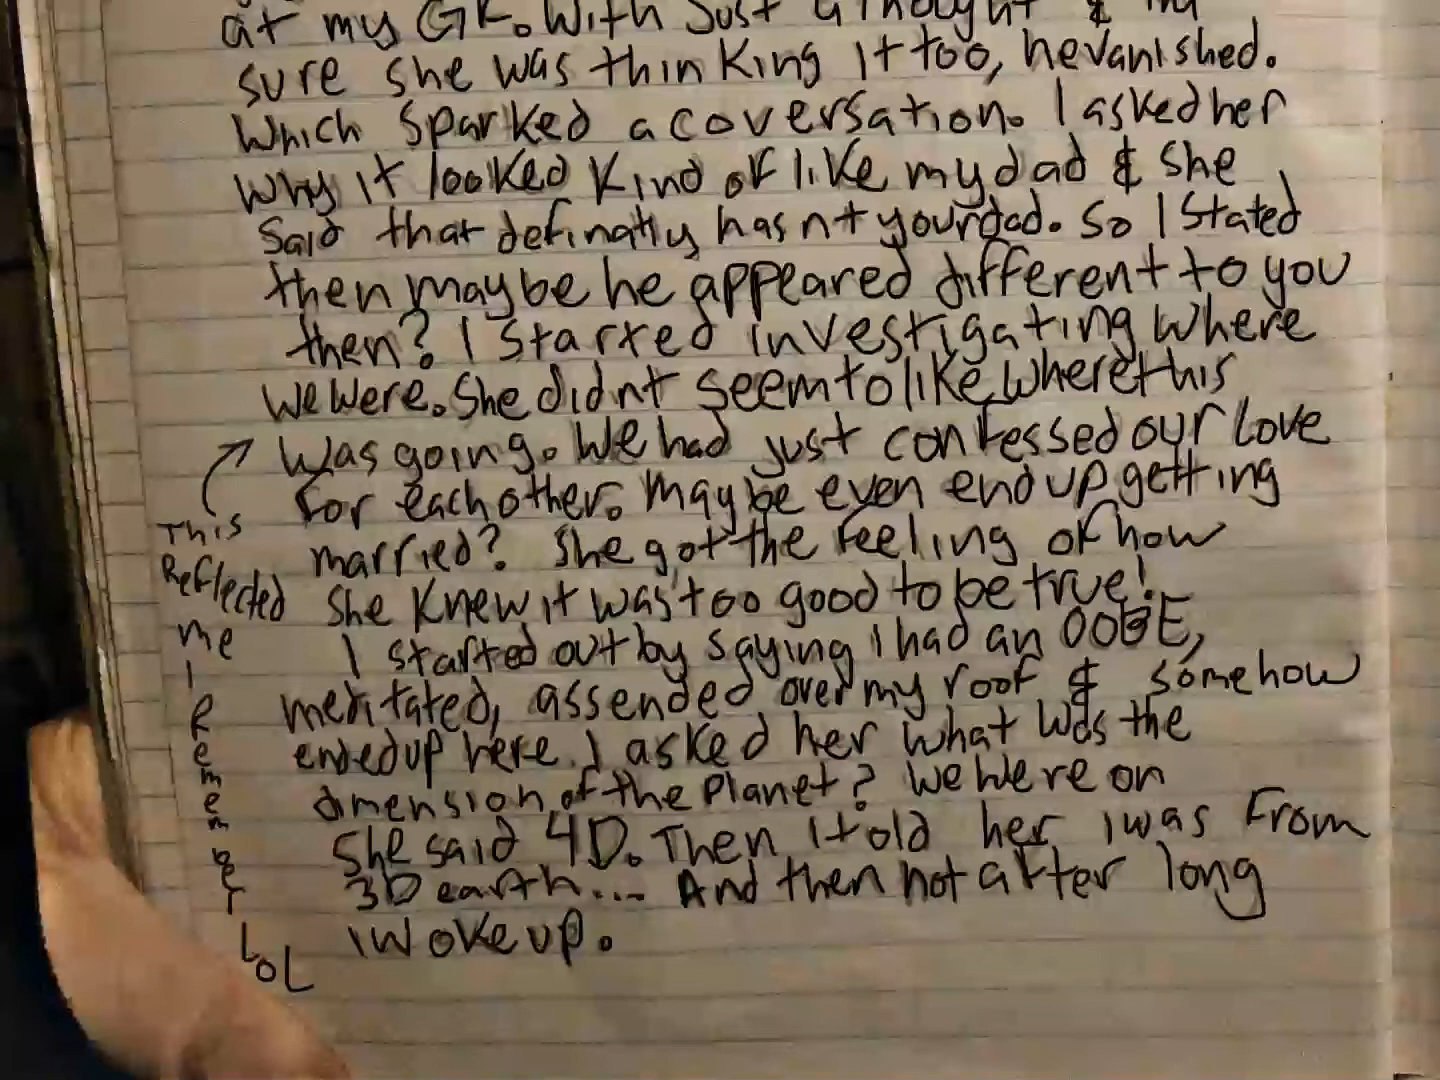 at my GF. With Just a thought & im
sure she was thinking it too, he vanished.
Which sparked a coversation. I asked her
why it looked kind of like my dad & she
said that definatly hasnt your dad. So I stated
then maybe he appeared different to you
then? I started investigating where
we were. She didnt seem to like where this
was going. We had just confessed our love
for each other. Maybe even end up getting
married? She got the feeling of how
she knew it was too good to be true!
I started out by saying I had an OOBE,
meditated, assended over my roof & somehow
ended up here. I asked her what was the
dimension of the planet? We were on
She said 4D. Then I told her I was from
3D earth... And then not after long
I woke up.
This
Reflected
me
I
Remember
LOL